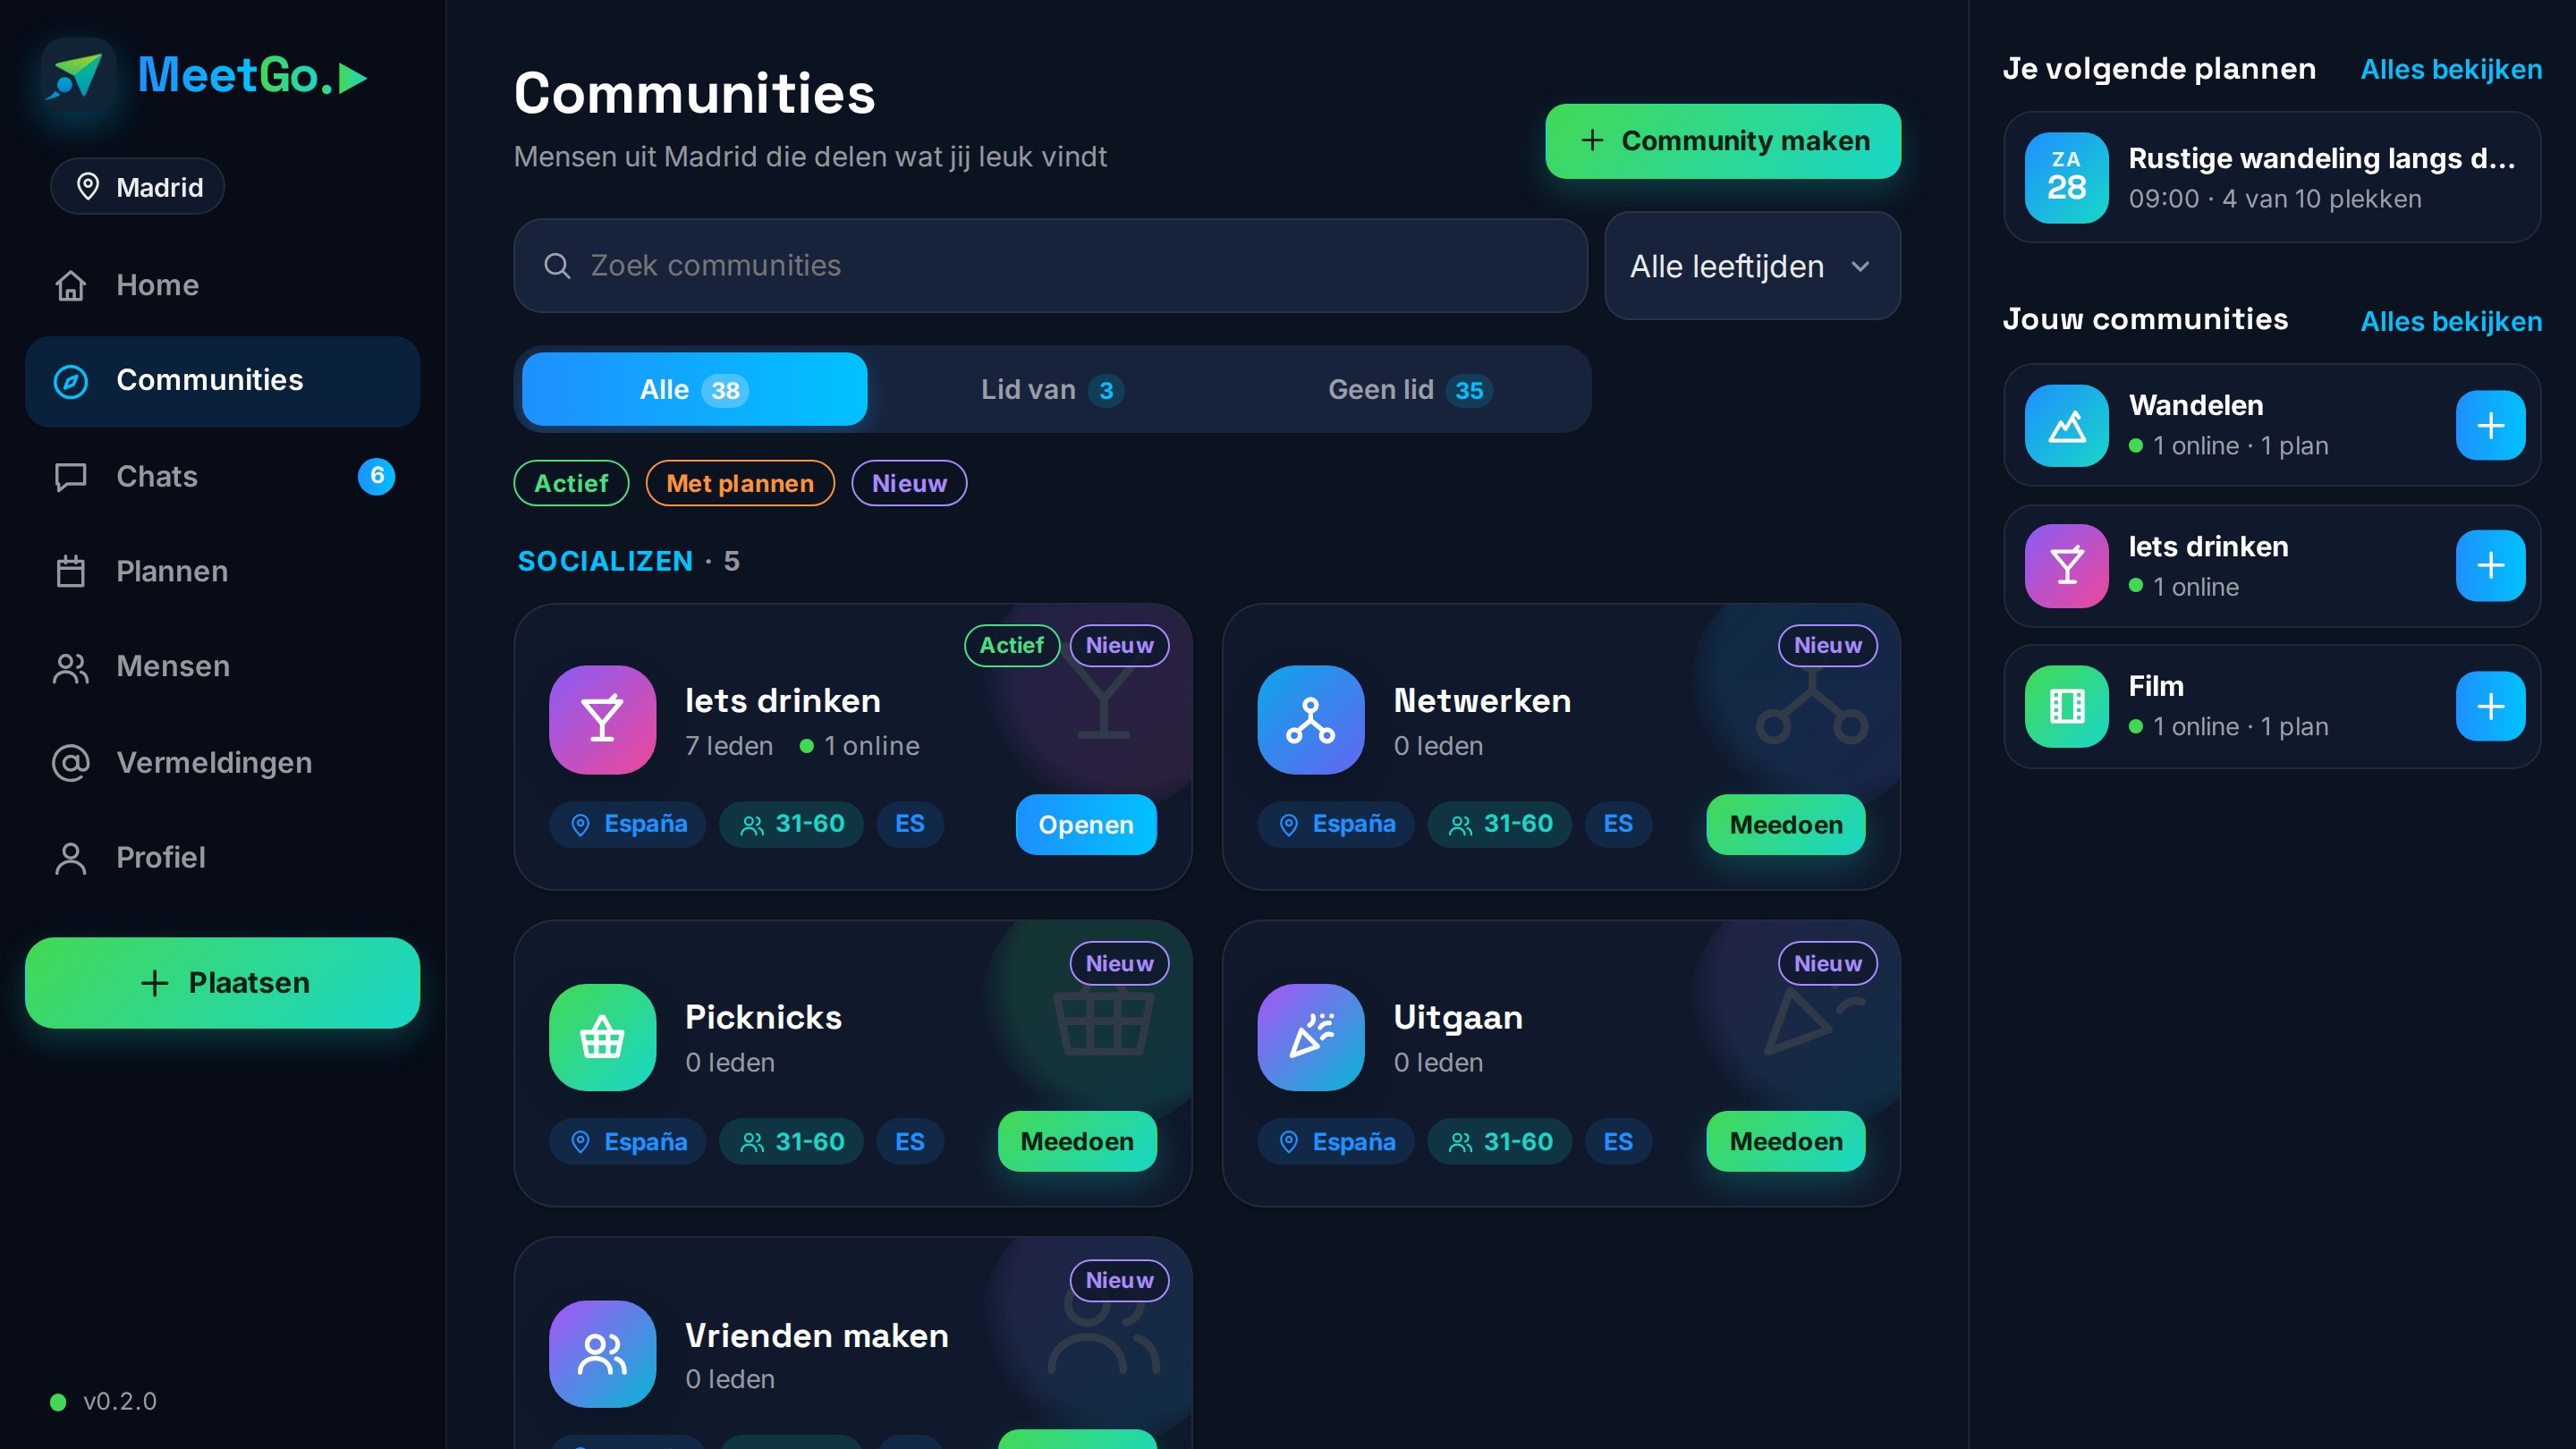 MeetGo.
Madrid
Home
Communities
Chats 6
Plannen
Mensen
Vermeldingen
Profiel
Plaatsen
v0.2.0
Communities
Mensen uit Madrid die delen wat jij leuk vindt
Community maken
Zoek communities
Alle leeftijden
Alle 38
Lid van 3
Geen lid 35
Actief
Met plannen
Nieuw
SOCIALIZEN · 5
Actief
Nieuw
Iets drinken
7 leden
1 online
España
31-60
ES
Openen
Nieuw
Netwerken
0 leden
España
31-60
ES
Meedoen
Nieuw
Picknicks
0 leden
España
31-60
ES
Meedoen
Nieuw
Uitgaan
0 leden
España
31-60
ES
Meedoen
Nieuw
Vrienden maken
0 leden
Je volgende plannen
Alles bekijken
ZA
28
Rustige wandeling langs d...
09:00 · 4 van 10 plekken
Jouw communities
Alles bekijken
Wandelen
1 online · 1 plan
Iets drinken
1 online
Film
1 online · 1 plan